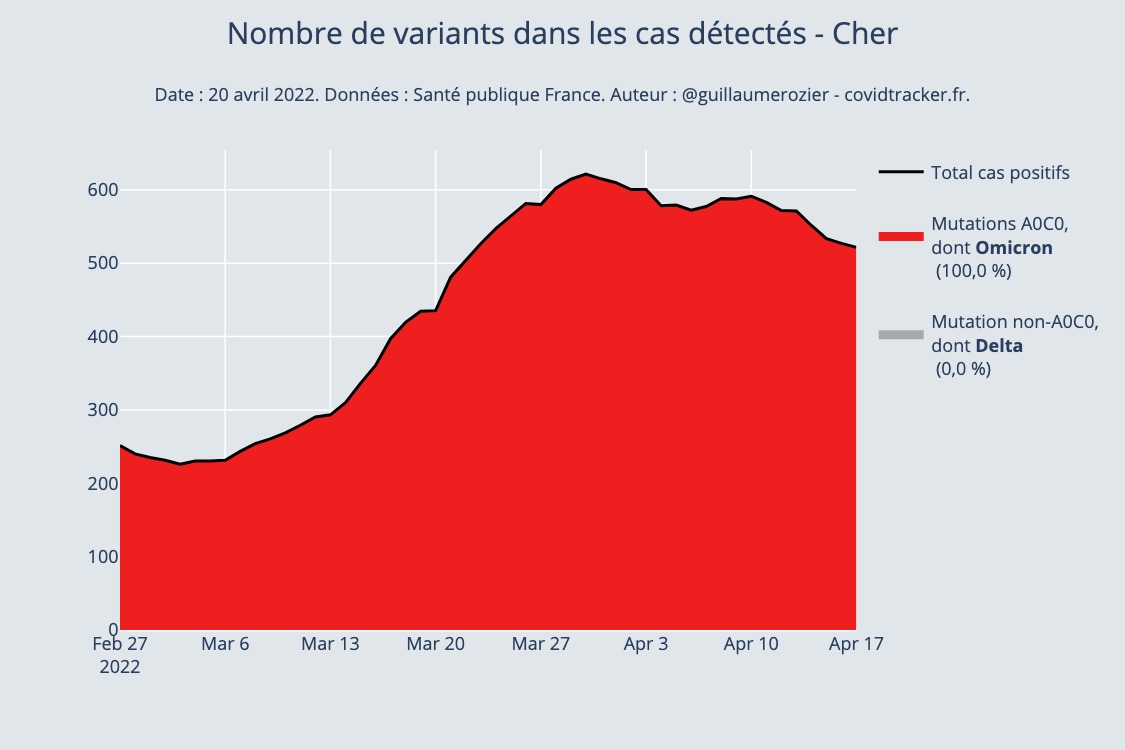 Nombre de variants dans les cas détectés - Cher
Date : 20 avril 2022. Données : Santé publique France. Auteur : @guillaumerozier - covidtracker.fr.
Total cas positifs
Mutations A0C0,
dont Omicron
(100,0 %)
Mutation non-A0C0,
dont Delta
(0,0 %)
600
500
400
300
200
100
0
Feb 27
2022
Mar 6
Mar 13
Mar 20
Mar 27
Apr 3
Apr 10
Apr 17